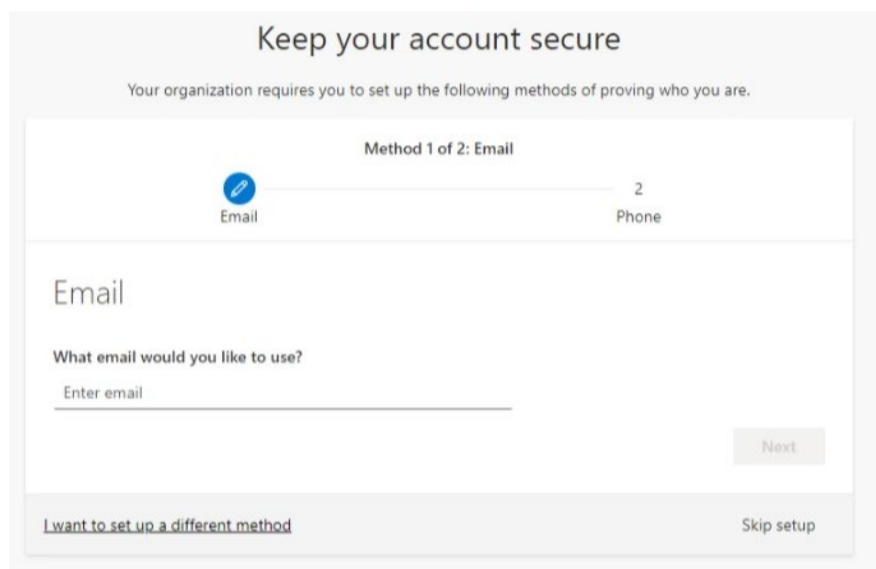 Keep your account secure
Your organization requires you to set up the following methods of proving who you are.
Method 1 of 2: Email
2
Email
Phone
Email
What email would you like to use?
Enter email
Next
I want to set up a different method
Skip setup